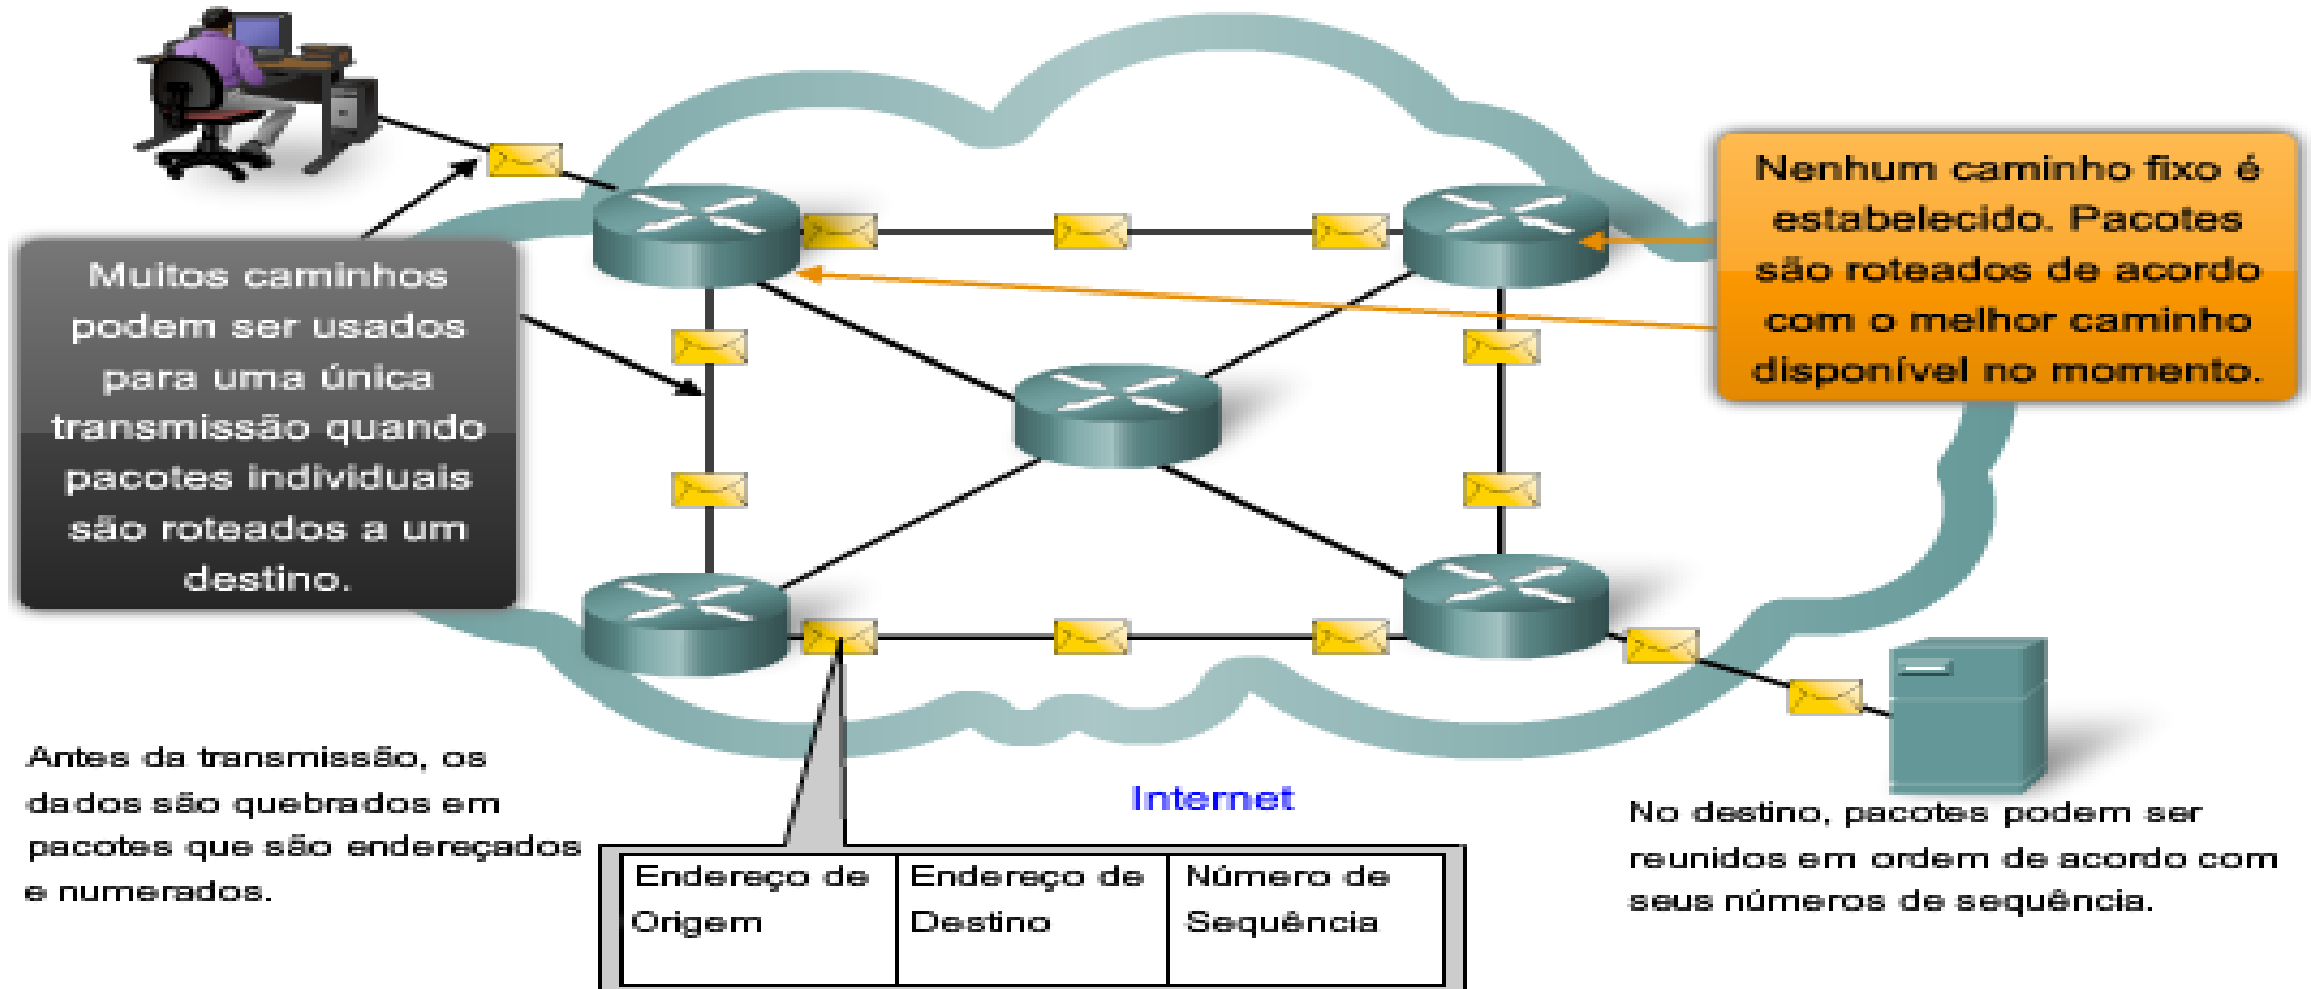 Muitos caminhos
podem ser usados
para uma única
transmissão quando
pacotes individuais
são roteados a um
destino.
Nenhum caminho fixo é
estabelecido. Pacotes
são roteados de acordo
com o melhor caminho
disponível no momento.
Antes da transmissão, os
dados são quebrados em
pacotes que são endereçados
e numerados.
Internet
Endereço de
Origem
Endereço de
Destino
Número de
Sequência
No destino, pacotes podem ser
reunidos em ordem de acordo com
seus números de sequência.